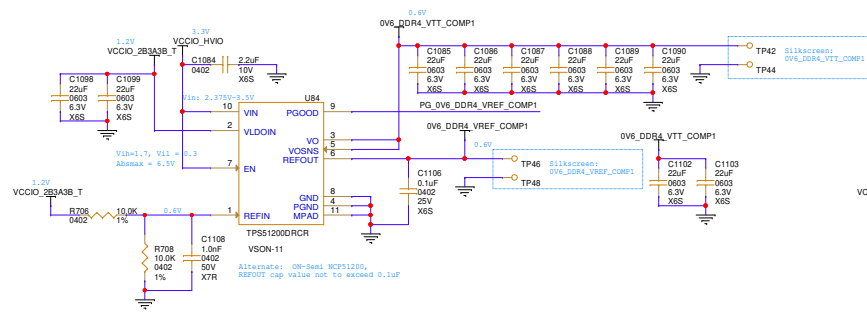 0.6V
0V6_DDR4_VTT_COMP1
3.3V
VCCIO_HVIO
1.2V
VCCIO_2B3A3B_T
C1084
0402
2.2uF
10V
X6S
C1098
22uF
0603
6.3V
X6S
C1099
22uF
0603
6.3V
X6S
Vin: 2.375V-3.5V
U84
10
VIN
2
VLDOIN
7
EN
1
REFIN
PGOOD
9
VO
3
VOSNS
5
REFOUT
6
GND
8
PGND
4
MPAD
11
TPS51200DRCR
VSON-11
PG_0V6_DDR4_VREF_COMP1
C1085
22uF
0603
6.3V
X6S
C1086
22uF
0603
6.3V
X6S
C1087
22uF
0603
6.3V
X6S
C1088
22uF
0603
6.3V
X6S
C1089
22uF
0603
6.3V
X6S
C1090
22uF
0603
6.3V
X6S
TP42
TP44
Silkscreen:
0V6_DDR4_VTT_COMP1
0V6_DDR4_VREF_COMP1
0.6V
TP46
TP48
Silkscreen:
0V6_DDR4_VREF_COMP1
C1106
0.1uF
0402
25V
X6S
0V6_DDR4_VTT_COMP1
C1102
22uF
0603
6.3V
X6S
C1103
22uF
0603
6.3V
X6S
VC
Vih=1.7, Vil = 0.3
Absmax = 6.5V
1.2V
VCCIO_2B3A3B_T
R706
0402
10.0K
1%
0.6V
R708
10.0K
0402
1%
C1108
1.0nF
0402
50V
X7R
Alternate: ON-Semi NCP51200,
REFOUT cap value not to exceed 0.1uF